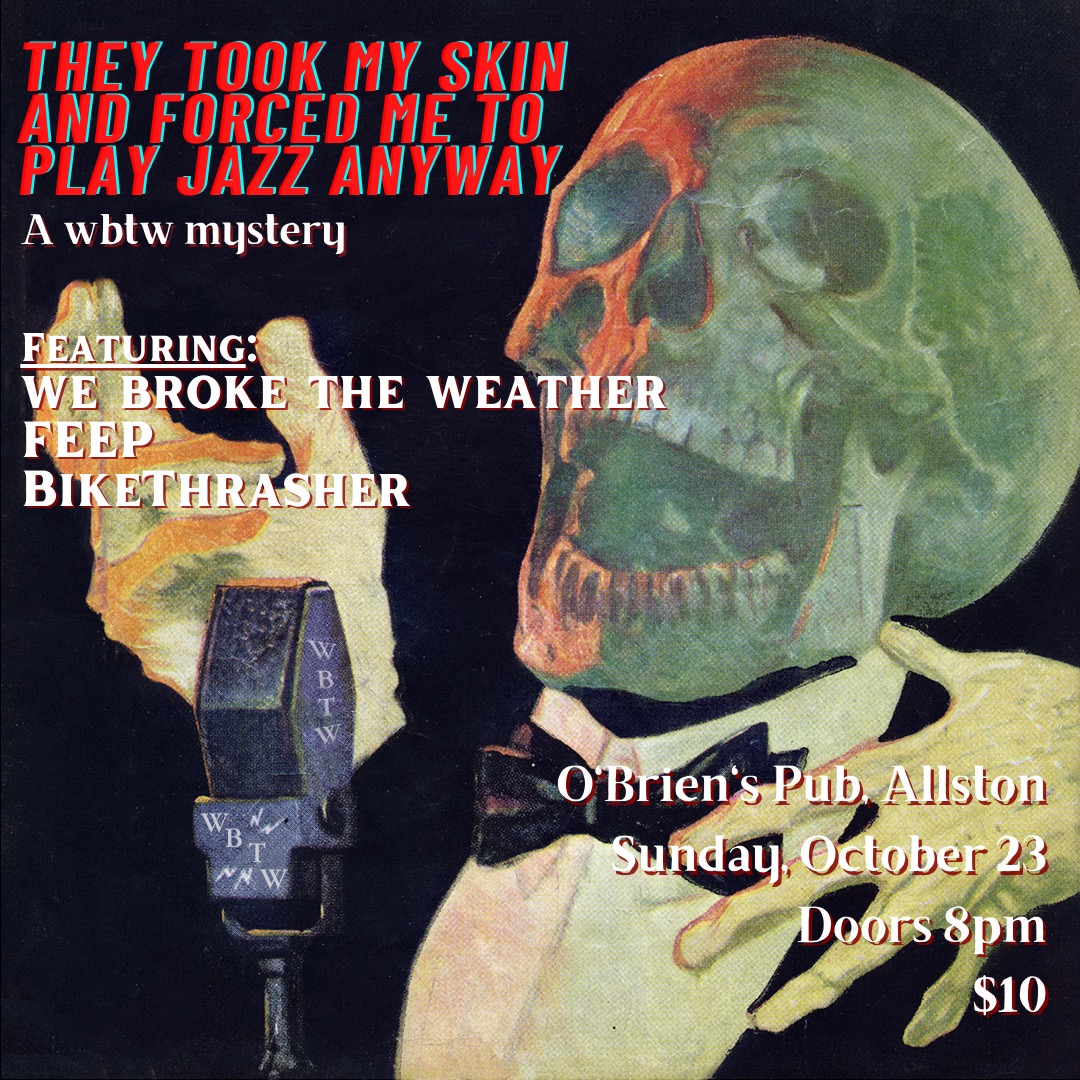 THEY TOOK MY SKIN
AND FORCED ME TO
PLAY JAZZ ANYWAY
A wbtw mystery
FEATURING:
WE BROKE THE WEATHER
FEEP
BIKETHRASHER
WBTW
WBTW
O'Brien's Pub, Allston
Sunday, October 23
Doors 8pm
$10